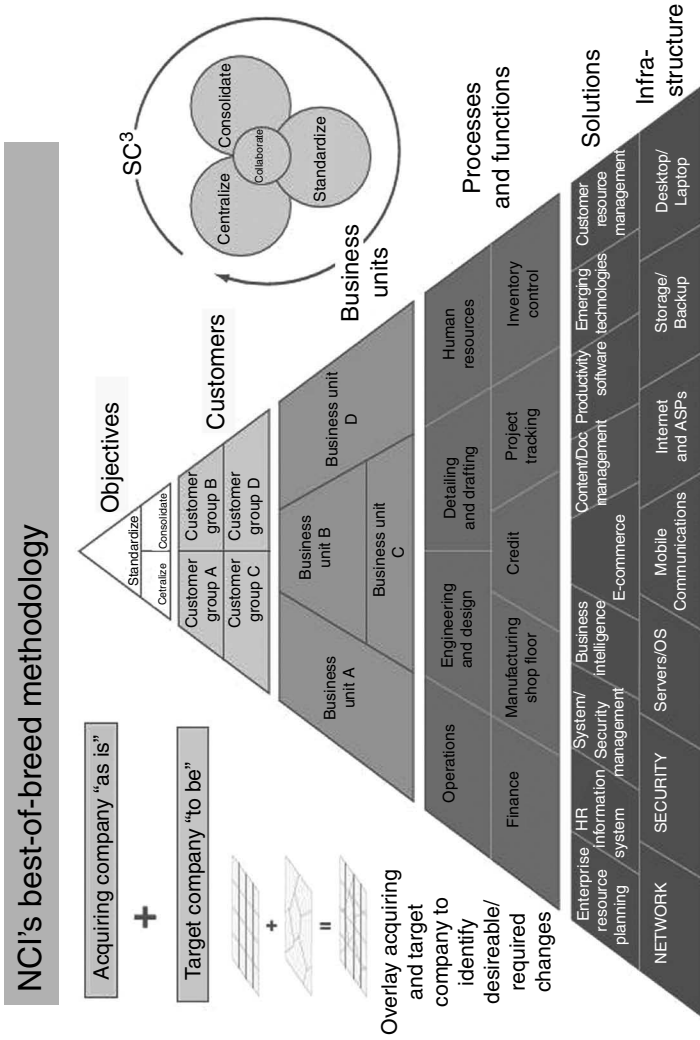 NCI's best-of-breed methodology
Acquiring company "as is"
+
Target company "to be"
+
=
Overlay acquiring
and target
company to
identify
desireable/
required
changes
Objectives
Standardize
Cetralize
Consolidate
Customers
Customer
group A
Customer
group B
Customer
group C
Customer
group D
SC³
Centralize
Consolidate
Collaborate
Standardize
Business
units
Business
unit A
Business
unit B
Business unit
C
Business unit
D
Processes
and functions
Operations
Engineering
and design
Detailing
and drafting
Human
resources
Finance
Manufacturing
shop floor
Credit
Project
tracking
Inventory
control
Solutions
Enterprise
resource
planning
HR
information
system
System/
Security
management
Business
intelligence
E-commerce
Content/Doc
management
Productivity
software
Emerging
technologies
Customer
resource
management
Infra-
structure
NETWORK
SECURITY
Servers/OS
Mobile
Communications
Internet
and ASPs
Storage/
Backup
Desktop/
Laptop